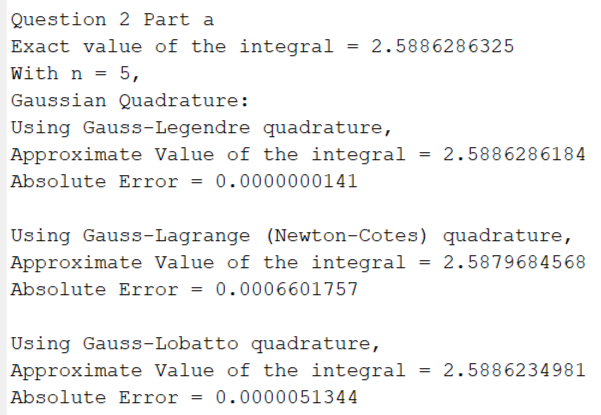 Question 2 Part a
Exact value of the integral = 2.5886286325
With n = 5,
Gaussian Quadrature:
Using Gauss-Legendre quadrature,
Approximate Value of the integral = 2.5886286184
Absolute Error = 0.0000000141
Using Gauss-Lagrange (Newton-Cotes) quadrature,
Approximate Value of the integral = 2.5879684568
Absolute Error = 0.0006601757
Using Gauss-Lobatto quadrature,
Approximate Value of the integral = 2.5886234981
Absolute Error = 0.0000051344